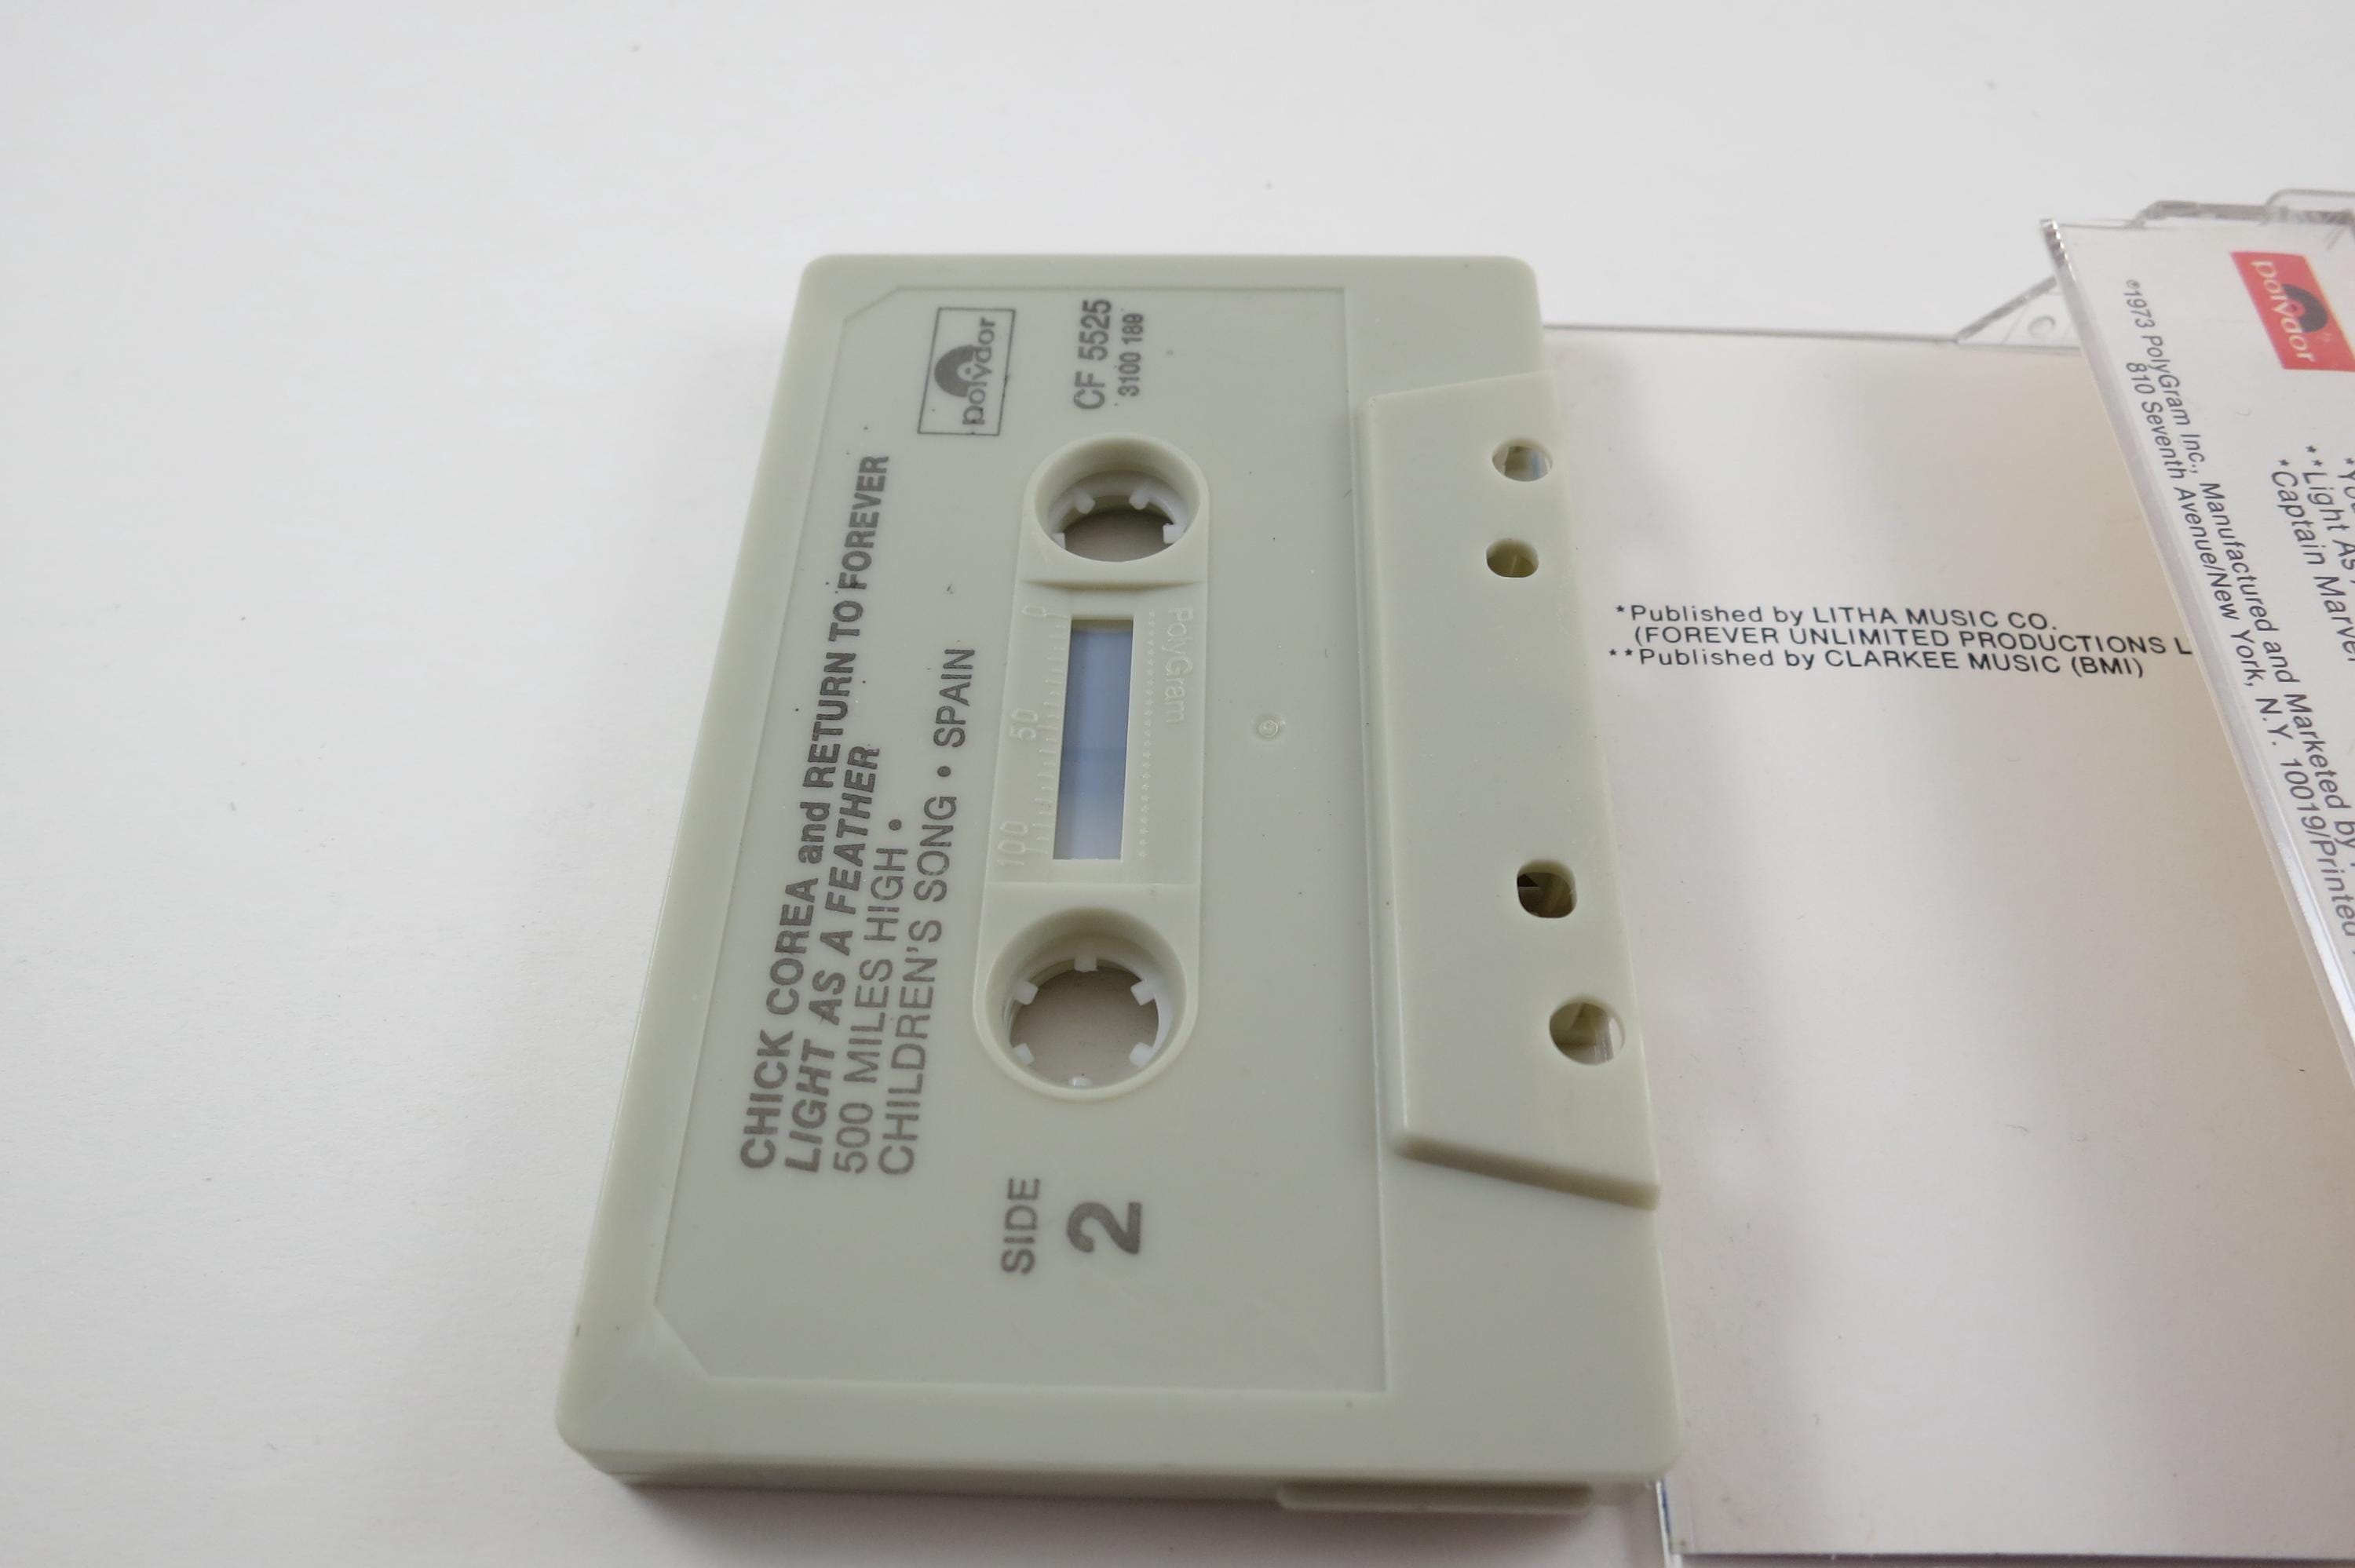 CHICK COREA and RETURN TO FOREVER
LIGHT AS A FEATHER
500 MILES HIGH •
CHILDREN'S SONG • SPAIN
polydor
CF 5525
3100 189
SIDE
2
0 50 100
PolyGram
*Published by LITHA MUSIC CO.
(FOREVER UNLIMITED PRODUCTIONS L
**Published by CLARKEE MUSIC (BMI)
polydor
**Light As
*Captain Marvel
℗1973 PolyGram Inc., Manufactured and Marketed by
810 Seventh Avenue/New York, N.Y. 10019/Printed